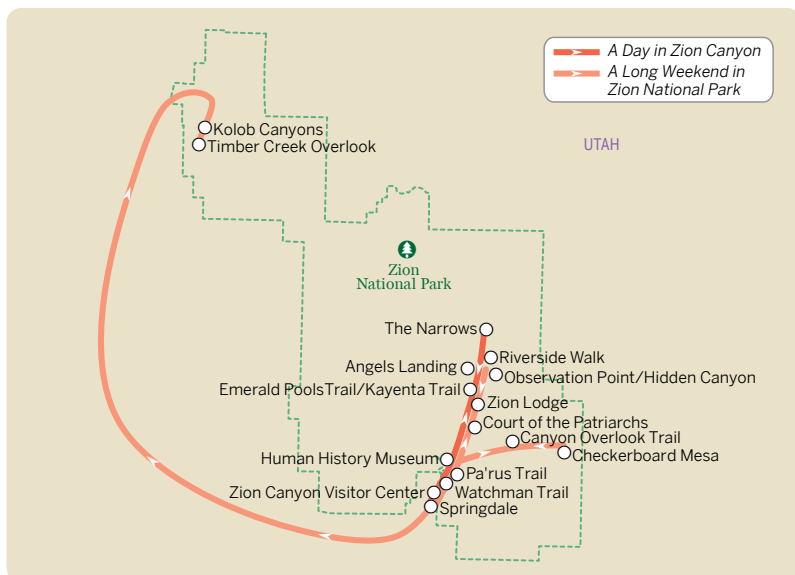 A Day in Zion Canyon
A Long Weekend in
Zion National Park
Kolob Canyons
Timber Creek Overlook
UTAH
Zion
National Park
The Narrows
Riverside Walk
Angels Landing
Observation Point/Hidden Canyon
Emerald PoolsTrail/Kayenta Trail
Zion Lodge
Court of the Patriarchs
Canyon Overlook Trail
Human History Museum
Checkerboard Mesa
Pa'rus Trail
Zion Canyon Visitor Center
Watchman Trail
Springdale